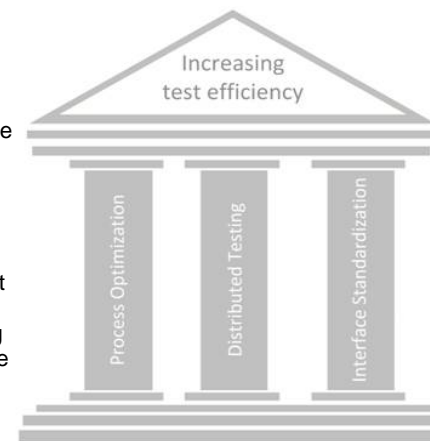 Increasing
test efficiency
e
t
g
e
Process Optimization
Distributed Testing
Interface Standardization